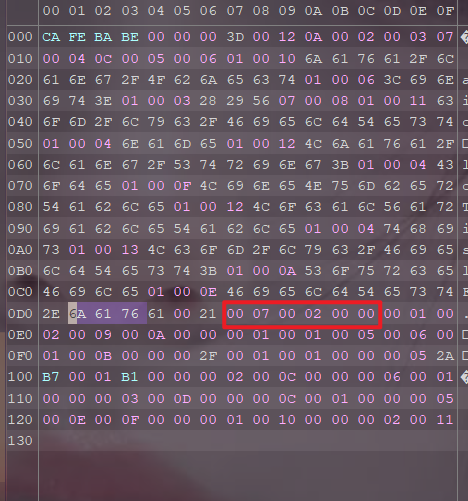 00 01 02 03 04 05 06 07 08 09 0A 0B 0C 0D 0E 0F
000 CA FE BA BE 00 00 00 3D 00 12 0A 00 02 00 03 07
010 00 04 0C 00 05 00 06 01 00 10 6A 61 76 61 2F 6C
020 61 6E 67 2F 4F 62 6A 65 63 74 01 00 06 3C 69 6E a
030 69 74 3E 01 00 03 28 29 56 07 00 08 01 00 11 63 i
040 6F 6D 2F 6C 79 63 2F 46 69 65 6C 64 54 65 73 74
050 01 00 04 6E 61 6D 65 01 00 12 4C 6A 61 76 61 2F
060 6C 61 6E 67 2F 53 74 72 69 6E 67 3B 01 00 04 43 l
070 6F 64 65 01 00 0F 4C 69 6E 65 4E 75 6D 62 65 72
080 54 61 62 6C 65 01 00 12 4C 6F 63 61 6C 56 61 72 T
090 69 61 62 6C 65 54 61 62 6C 65 01 00 04 74 68 69 i
0A0 73 01 00 13 4C 63 6F 6D 2F 6C 79 63 2F 46 69 65 s
0B0 6C 64 54 65 73 74 3B 01 00 0A 53 6F 75 72 63 65 l
0C0 46 69 6C 65 01 00 0E 46 69 65 6C 64 54 65 73 74 F
0D0 2E 6A 61 76 61 00 21 00 07 00 02 00 00 00 01 00 .
0E0 02 00 09 00 0A 00 00 00 01 00 01 00 05 00 06 00
0F0 01 00 0B 00 00 00 2F 00 01 00 01 00 00 00 05 2A
100 B7 00 01 B1 00 00 00 02 00 0C 00 00 00 06 00 01
110 00 00 00 03 00 0D 00 00 00 0C 00 01 00 00 00 05
120 00 0E 00 0F 00 00 00 01 00 10 00 00 00 02 00 11
130